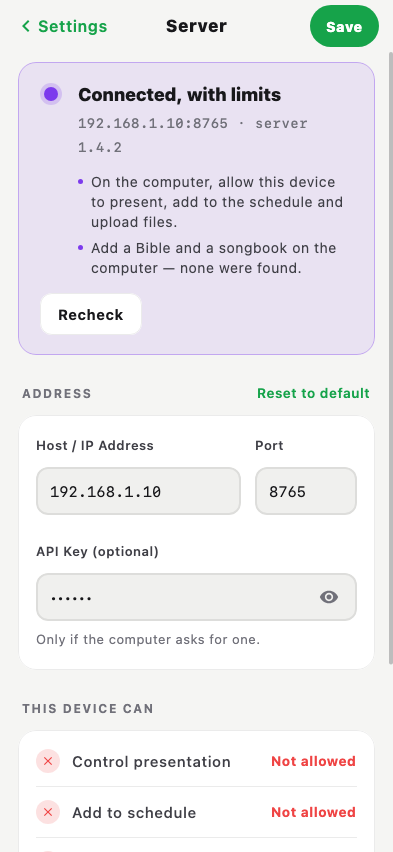 Settings
Server
Save
Connected, with limits
192.168.1.10:8765 · server
1.4.2
On the computer, allow this device
to present, add to the schedule and
upload files.
Add a Bible and a songbook on the
computer — none were found.
Recheck
ADDRESS
Reset to default
Host / IP Address
Port
192.168.1.10
8765
API Key (optional)
••••••
Only if the computer asks for one.
THIS DEVICE CAN
Control presentation
Not allowed
Add to schedule
Not allowed